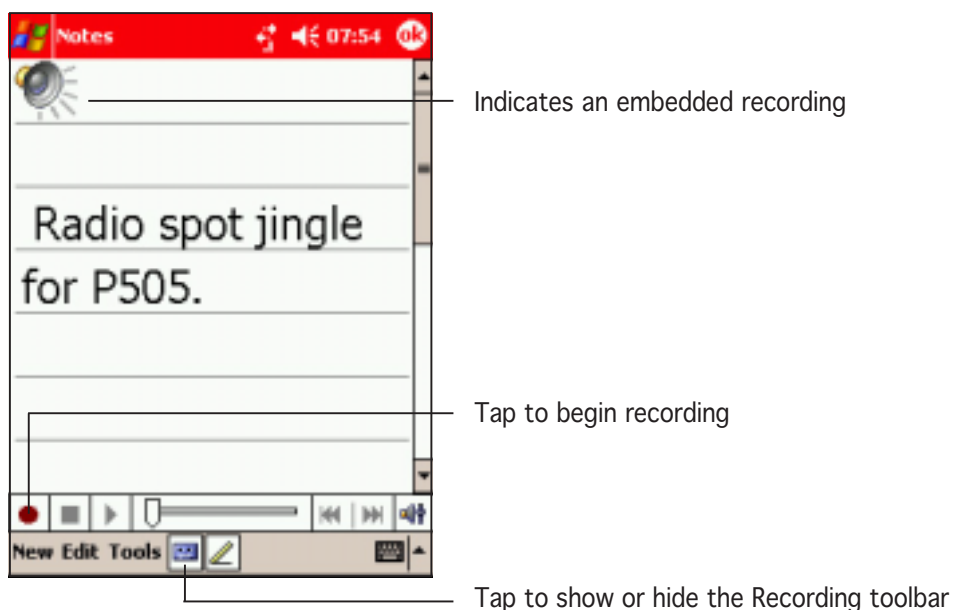 Notes 07:54 ok
Indicates an embedded recording
Radio spot jingle
for P505.
Tap to begin recording
New Edit Tools
Tap to show or hide the Recording toolbar